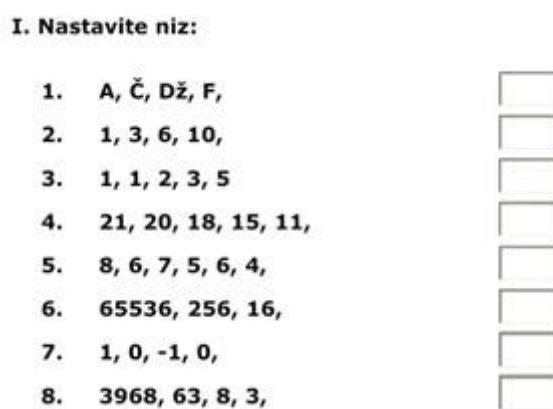 I. Nastavite niz:
1. A, Č, Dž, F,
2. 1, 3, 6, 10,
3. 1, 1, 2, 3, 5
4. 21, 20, 18, 15, 11,
5. 8, 6, 7, 5, 6, 4,
6. 65536, 256, 16,
7. 1, 0, -1, 0,
8. 3968, 63, 8, 3,